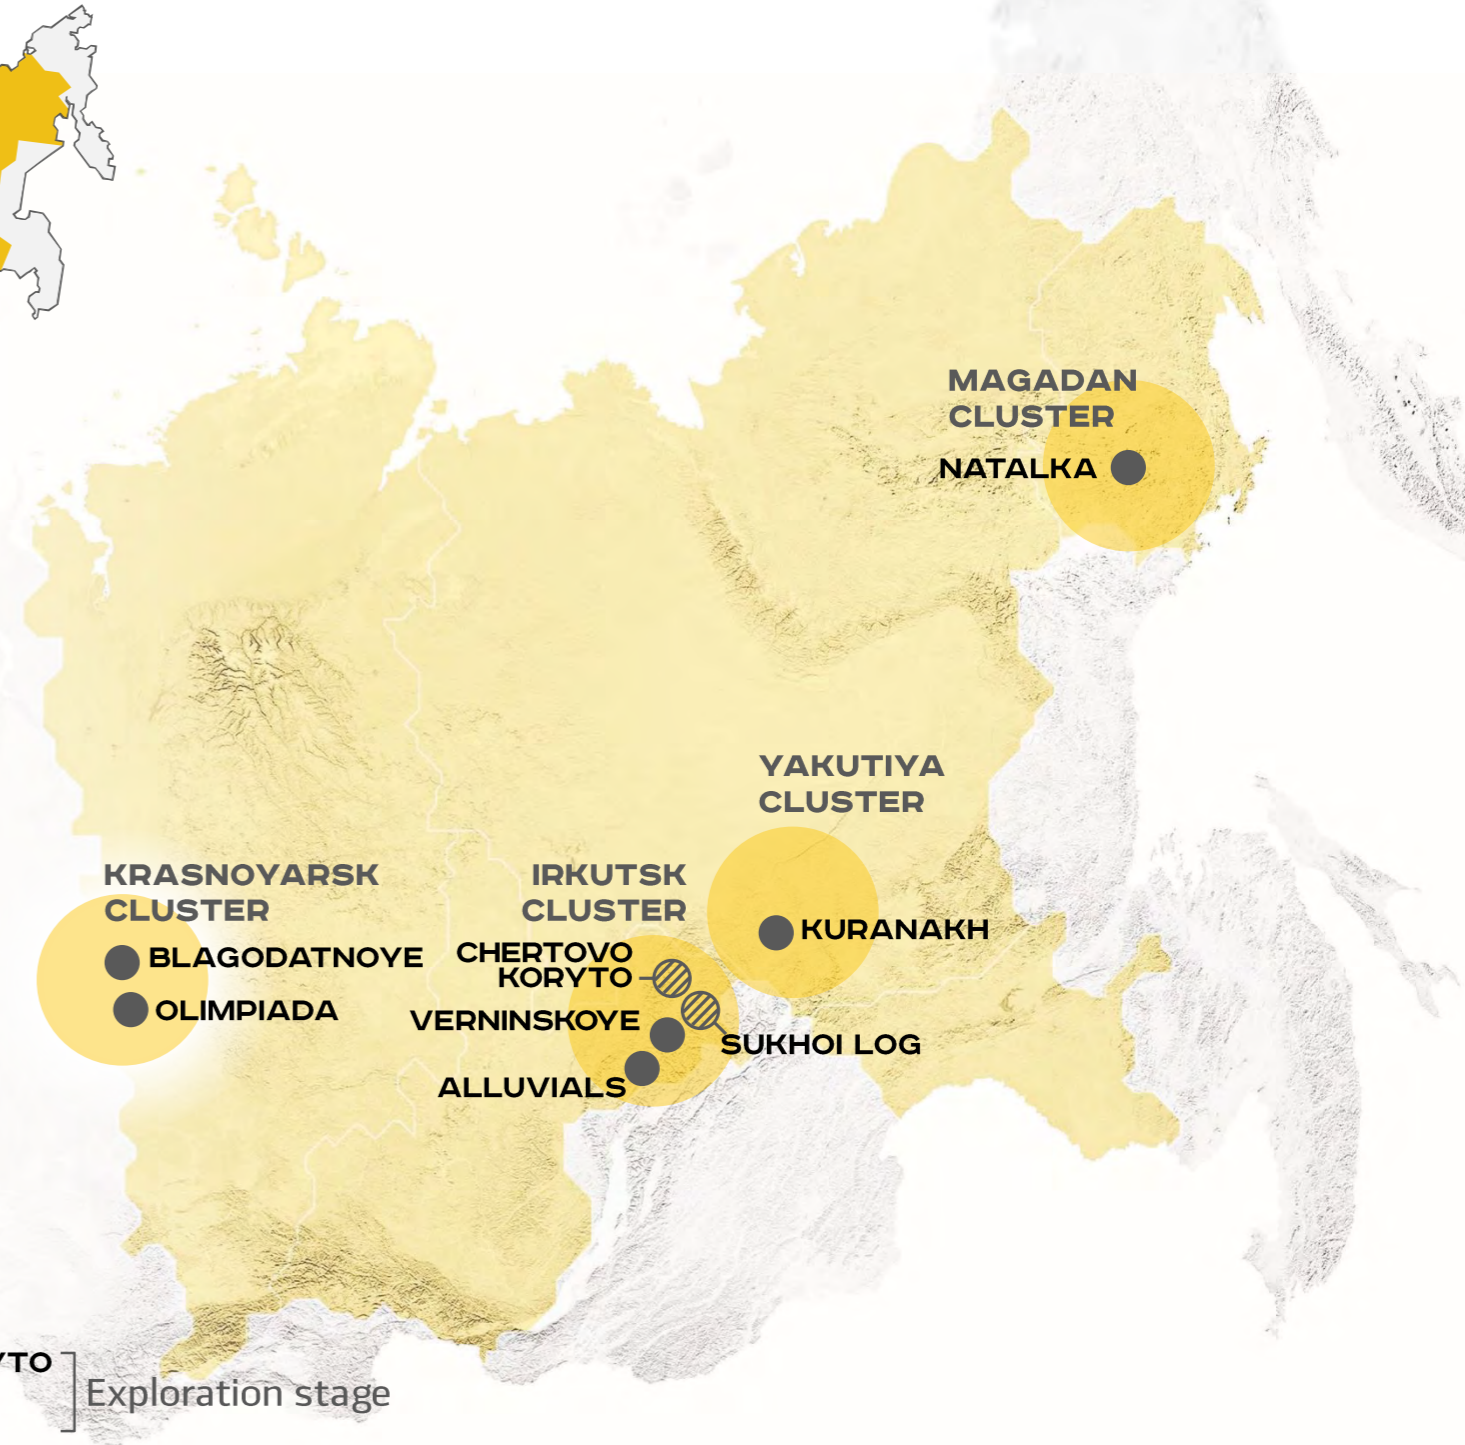 MAGADAN
CLUSTER
NATALKA
YAKUTIYA
CLUSTER
KURANAKH
KRASNOYARSK
CLUSTER
BLAGODATNOYE
OLIMPIADA
IRKUTSK
CLUSTER
CHERTOVO
KORYTO
VERNINSKOYE
SUKHOI LOG
ALLUVIALS
YTO
Exploration stage